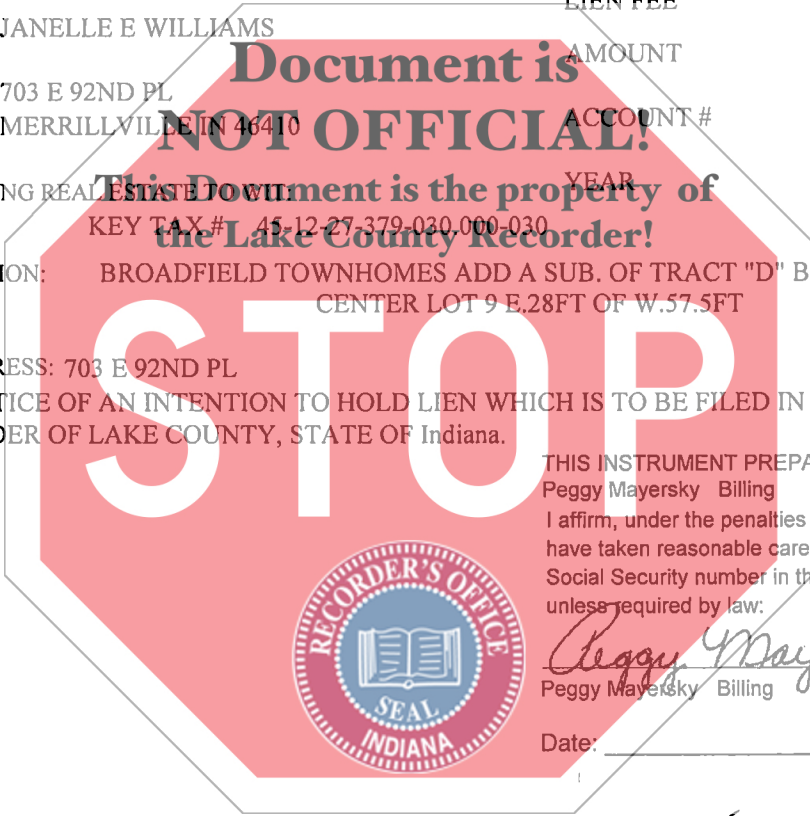 LIEN FEE
JANELLE E WILLIAMS
Document is
AMOUNT
703 E 92ND PL
NOT OFFICIAL!
ACCOUNT #
MERRILLVILLE IN 46410
YEAR
NG REAL ESTATE TO WIT:
This Document is the property of
KEY TAX # 45-12-27-379-030.000-030
the Lake County Recorder!
ION: BROADFIELD TOWNHOMES ADD A SUB. OF TRACT "D" B
CENTER LOT 9 E.28FT OF W.57.5FT
RESS: 703 E 92ND PL
TICE OF AN INTENTION TO HOLD LIEN WHICH IS TO BE FILED IN
DER OF LAKE COUNTY, STATE OF Indiana.
STOP
THIS INSTRUMENT PREPA
Peggy Mayersky Billing
I affirm, under the penalties
have taken reasonable care
Social Security number in th
unless required by law:
Peggy May
Peggy Mayersky Billing
Date:
RECORDER'S OFFICE
SEAL
INDIANA